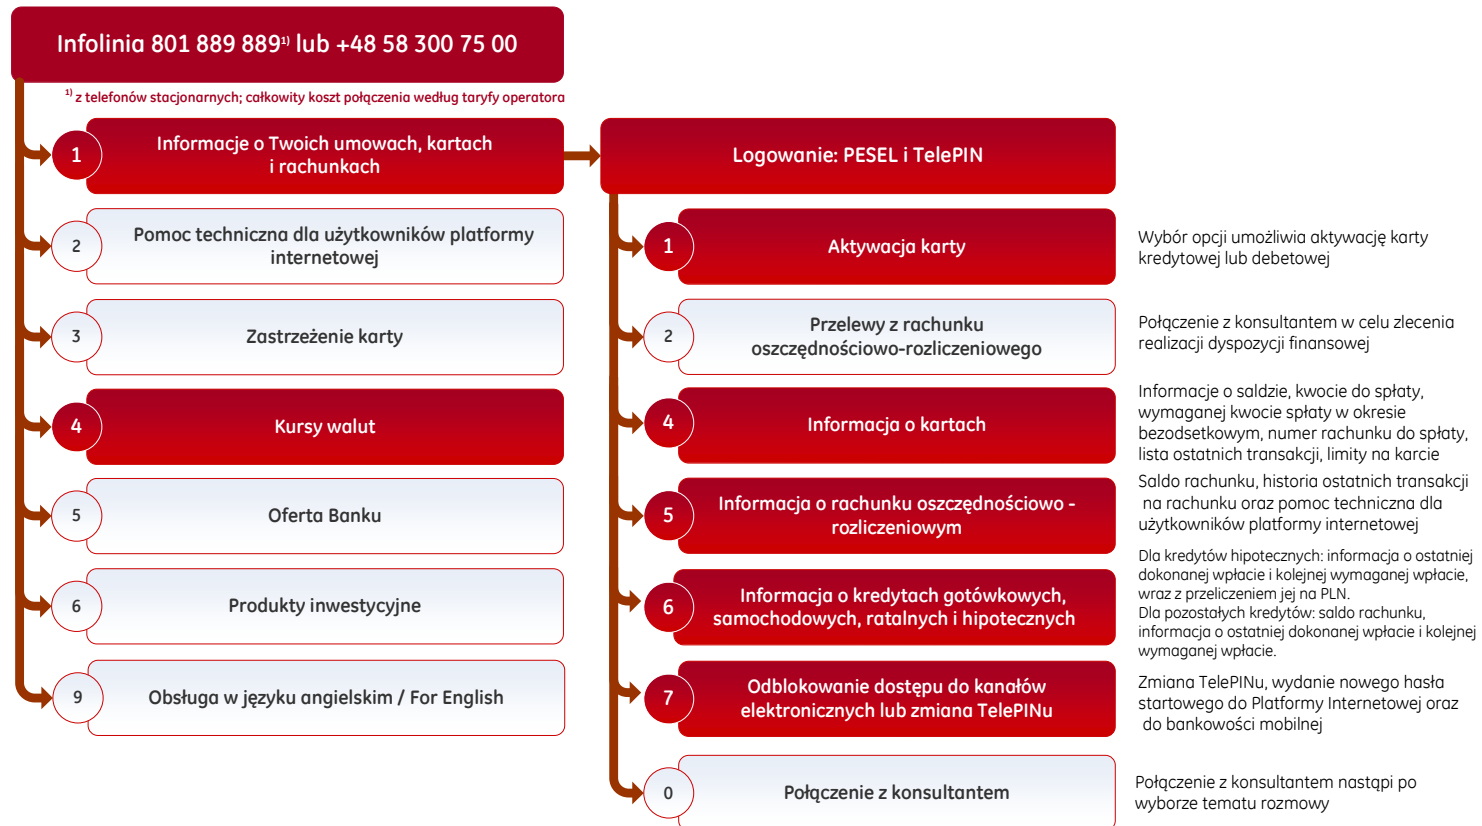 Infolinia 801 889 889¹⁾ lub +48 58 300 75 00
¹⁾ z telefonów stacjonarnych; całkowity koszt połączenia według taryfy operatora
1
Informacje o Twoich umowach, kartach
i rachunkach
2
Pomoc techniczna dla użytkowników platformy
internetowej
3
Zastrzeżenie karty
4
Kursy walut
5
Oferta Banku
6
Produkty inwestycyjne
9
Obsługa w języku angielskim / For English
Logowanie: PESEL i TelePIN
1
Aktywacja karty
Wybór opcji umożliwia aktywację karty
kredytowej lub debetowej
2
Przelewy z rachunku
oszczędnościowo-rozliczeniowego
Połączenie z konsultantem w celu zlecenia
realizacji dyspozycji finansowej
4
Informacja o kartach
Informacje o saldzie, kwocie do spłaty,
wymaganej kwocie spłaty w okresie
bezodsetkowym, numer rachunku do spłaty,
lista ostatnich transakcji, limity na karcie
5
Informacja o rachunku oszczędnościowo -
rozliczeniowym
Saldo rachunku, historia ostatnich transakcji
na rachunku oraz pomoc techniczna dla
użytkowników platformy internetowej
6
Informacja o kredytach gotówkowych,
samochodowych, ratalnych i hipotecznych
Dla kredytów hipotecznych: informacja o ostatniej
dokonanej wpłacie i kolejnej wymaganej wpłacie,
wraz z przeliczeniem jej na PLN.
Dla pozostałych kredytów: saldo rachunku,
informacja o ostatniej dokonanej wpłacie i kolejnej
wymaganej wpłacie.
7
Odblokowanie dostępu do kanałów
elektronicznych lub zmiana TelePINu
Zmiana TelePINu, wydanie nowego hasła
startowego do Platformy Internetowej oraz
do bankowości mobilnej
0
Połączenie z konsultantem
Połączenie z konsultantem nastąpi po
wyborze tematu rozmowy